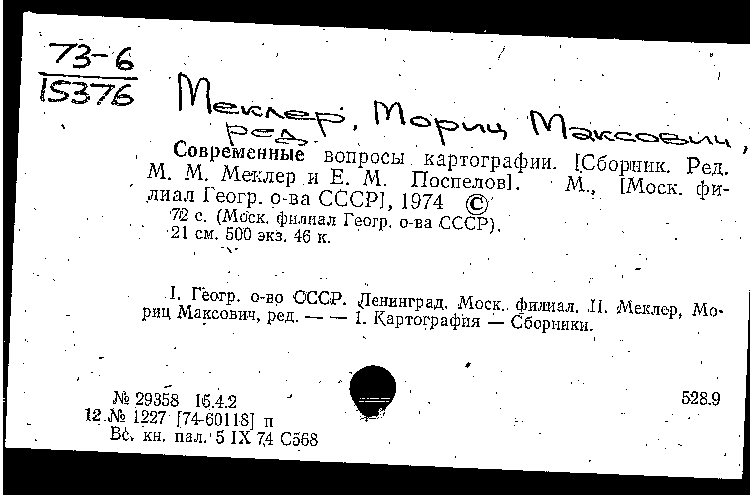 73-6
15376
Меклер, Мориц Максович,
ред.
Современные вопросы картографии. [Сборник. Ред.
М. М. Меклер и Е. М. Поспелов]. М., [Моск. фи-
лиал Геогр. о-ва СССР], 1974 ©
72 с. (Моск. филиал Геогр. о-ва СССР).
21 см. 500 экз. 46 к.
I. Геогр. о-во СССР. Ленинград. Моск. филиал. II. Меклер, Мо-
риц Максович, ред. — — 1. Картография — Сборники.
№ 29358 15.4.2
528.9
12 № 1227 [74-60118] п
Вс. кн. пал. 5 IX 74 С568